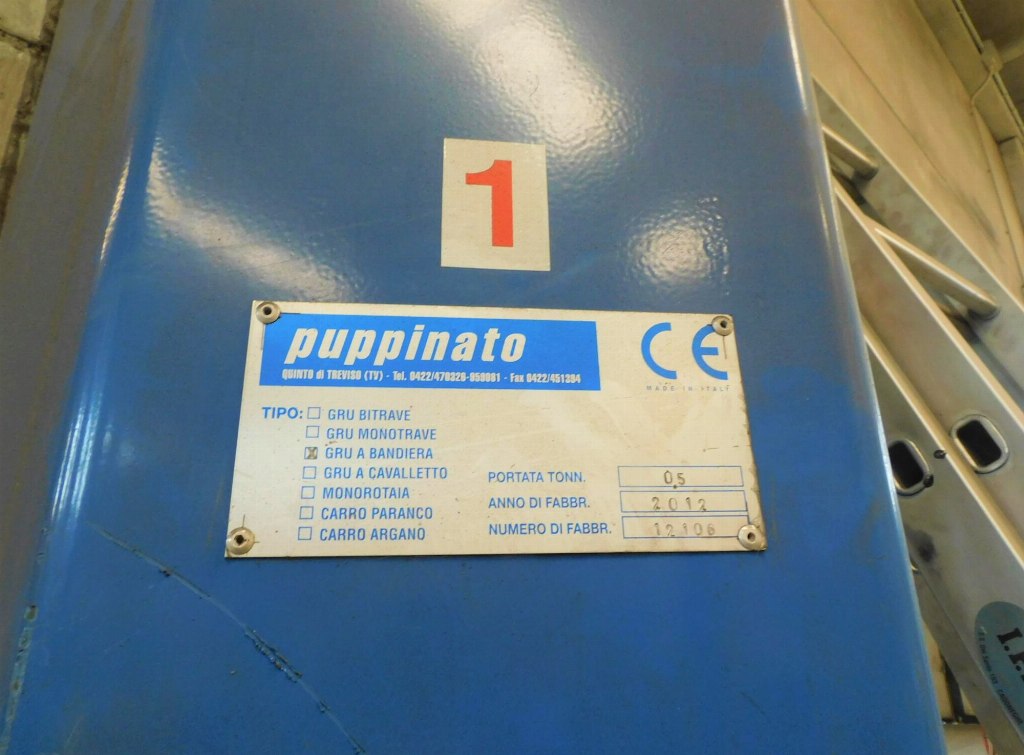 1
puppinato
QUINTO di TREVISO (TV) - Tel. 0422/470320-959081 - Fax 0422/451394
CE
MADE IN ITALY
TIPO: GRU BITRAVE
GRU MONOTRAVE
GRU A BANDIERA
GRU A CAVALLETTO
MONOROTAIA
CARRO PARANCO
CARRO ARGANO
PORTATA TONN. 0,5
ANNO DI FABBR. 2012
NUMERO DI FABBR. 12106